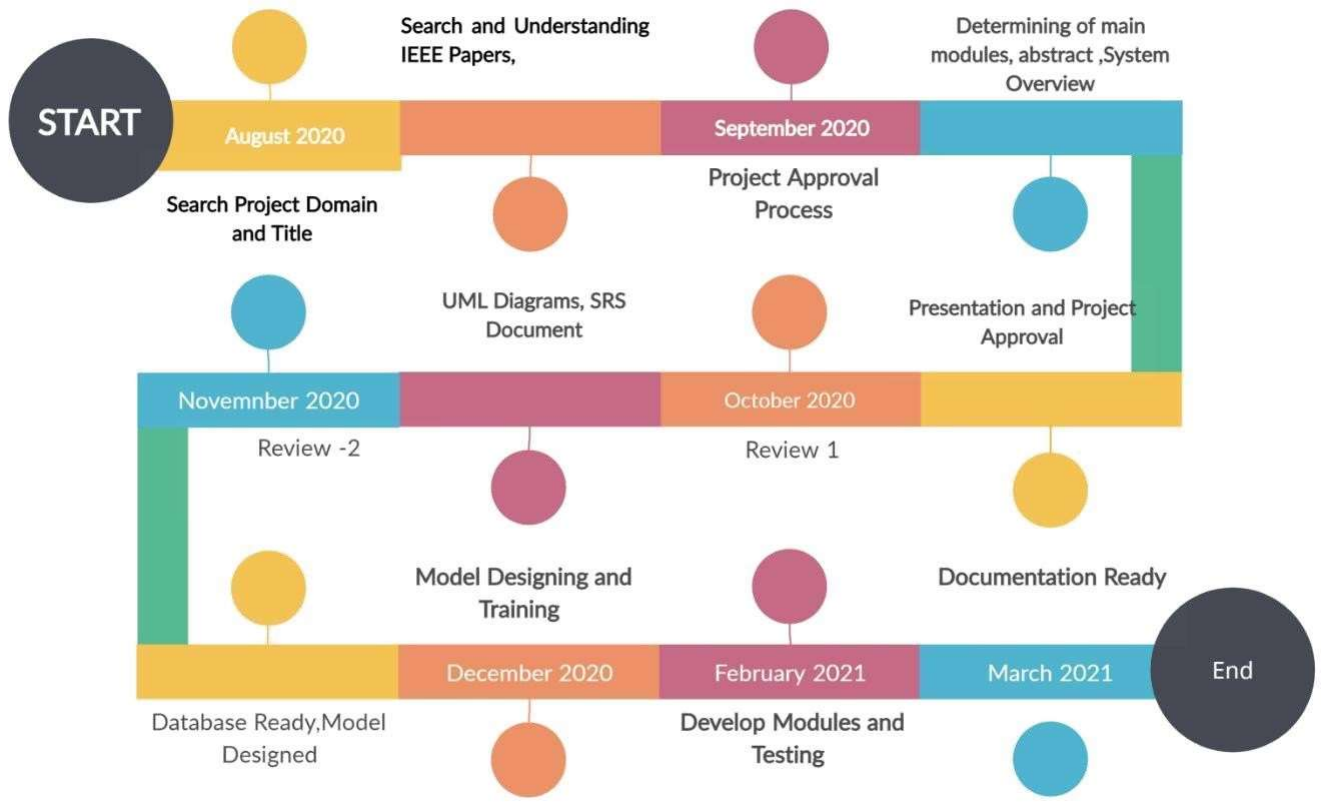 START
August 2020
Search Project Domain
and Title
Search and Understanding
IEEE Papers,
September 2020
Project Approval
Process
Determining of main
modules, abstract ,System
Overview
Presentation and Project
Approval
October 2020
Review 1
UML Diagrams, SRS
Document
Novemnber 2020
Review -2
Database Ready,Model
Designed
Model Designing and
Training
December 2020
February 2021
Develop Modules and
Testing
Documentation Ready
March 2021
End